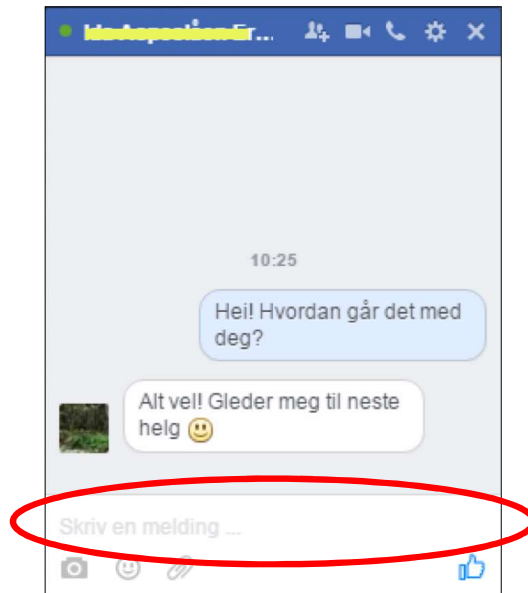 10:25
Hei! Hvordan går det med
deg?
Alt vel! Gleder meg til neste
helg
Skriv en melding ...